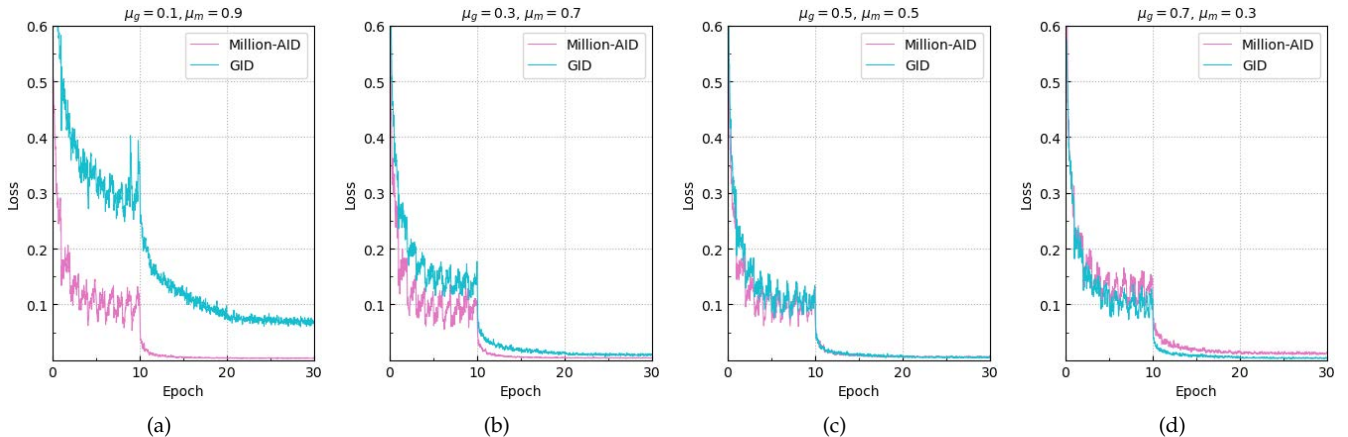 μg = 0.1, μm = 0.9
0.6
0.5
0.4
0.3
0.2
0.1
Loss
0
10
20
30
Epoch
Million-AID
GID
(a)
μg = 0.3, μm = 0.7
0.6
0.5
0.4
0.3
0.2
0.1
Loss
0
10
20
30
Epoch
Million-AID
GID
(b)
μg = 0.5, μm = 0.5
0.6
0.5
0.4
0.3
0.2
0.1
Loss
0
10
20
30
Epoch
Million-AID
GID
(c)
μg = 0.7, μm = 0.3
0.6
0.5
0.4
0.3
0.2
0.1
Loss
0
10
20
30
Epoch
Million-AID
GID
(d)